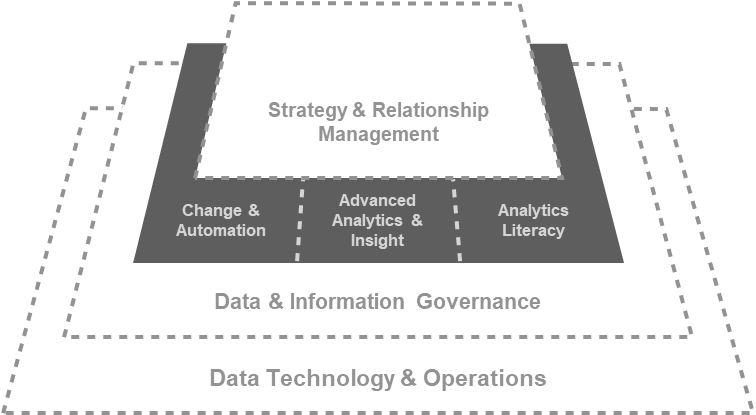 Strategy & Relationship
Management
Change &
Automation
Advanced
Analytics &
Insight
Analytics
Literacy
Data & Information Governance
Data Technology & Operations